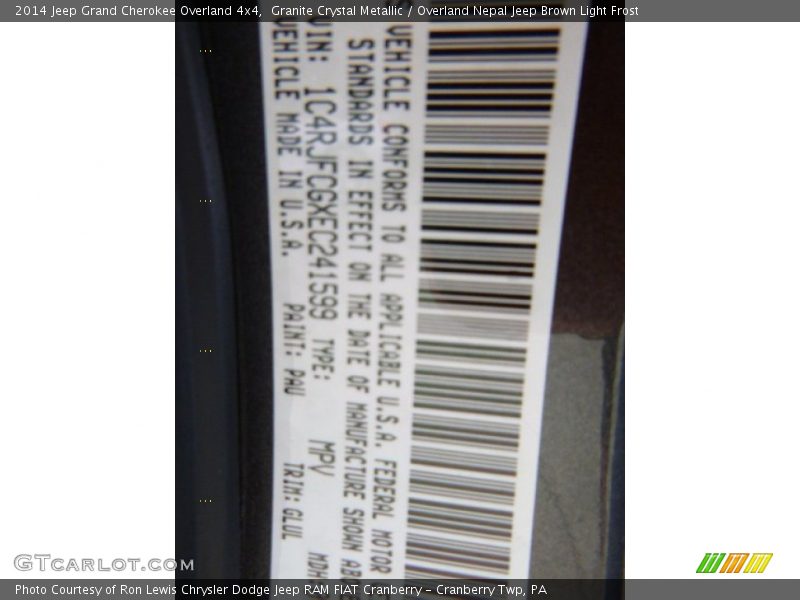 2014 Jeep Grand Cherokee Overland 4x4,  Granite Crystal Metallic / Overland Nepal Jeep Brown Light Frost
VEHICLE CONFORMS TO ALL APPLICABLE U.S.A. FEDERAL MOTOR
STANDARDS IN EFFECT ON THE DATE OF MANUFACTURE SHOWN
VIN: 1C4RJFCGXEC241599 TYPE: MPV
VEHICLE MADE IN U.S.A. PAINT: PAU TRIM: GLUL
GTCARLOT.COM
Photo Courtesy of Ron Lewis Chrysler Dodge Jeep RAM FIAT Cranberry – Cranberry Twp, PA